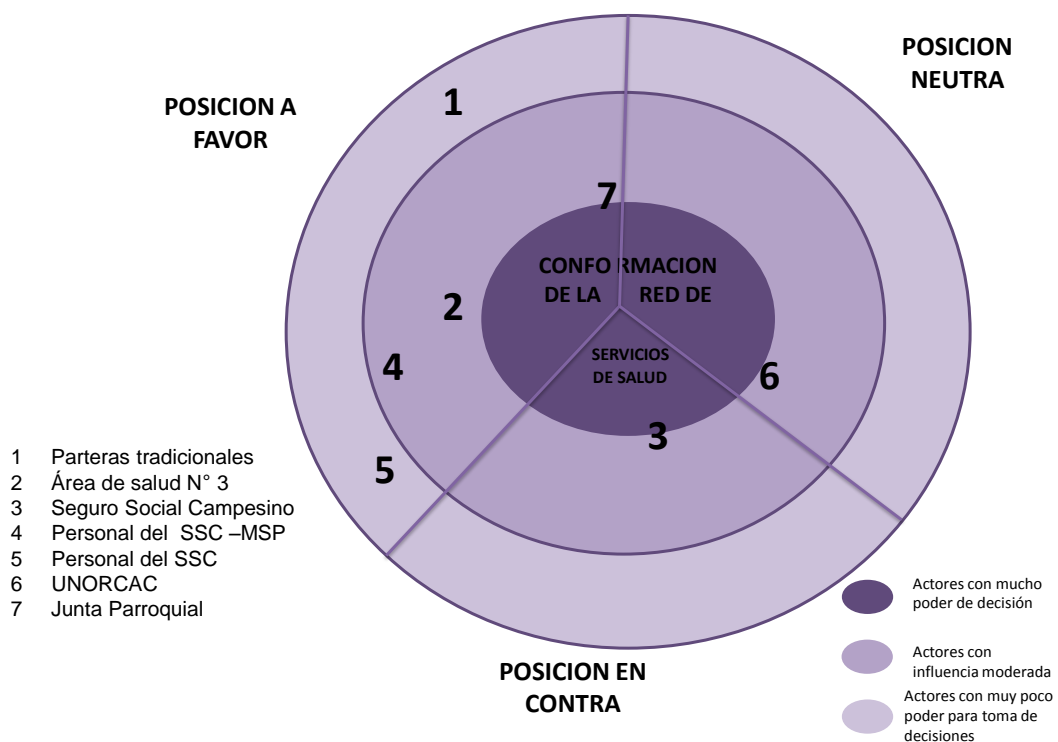 POSICION A
FAVOR
POSICION
NEUTRA
1
7
CONFO RMACION
DE LA RED DE
2
SERVICIOS
DE SALUD
4
6
3
5
1 Parteras tradicionales
2 Área de salud N° 3
3 Seguro Social Campesino
4 Personal del SSC –MSP
5 Personal del SSC
6 UNORCAC
7 Junta Parroquial
POSICION EN
CONTRA
Actores con mucho
poder de decisión
Actores con
influencia moderada
Actores con muy poco
poder para toma de
decisiones